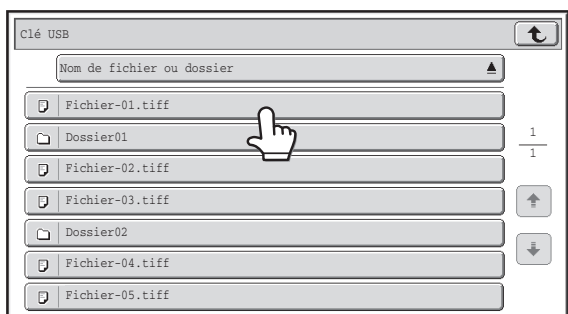 Clé USB
Nom de fichier ou dossier
Fichier-01.tiff
Dossier01
Fichier-02.tiff
Fichier-03.tiff
Dossier02
Fichier-04.tiff
Fichier-05.tiff
1
1